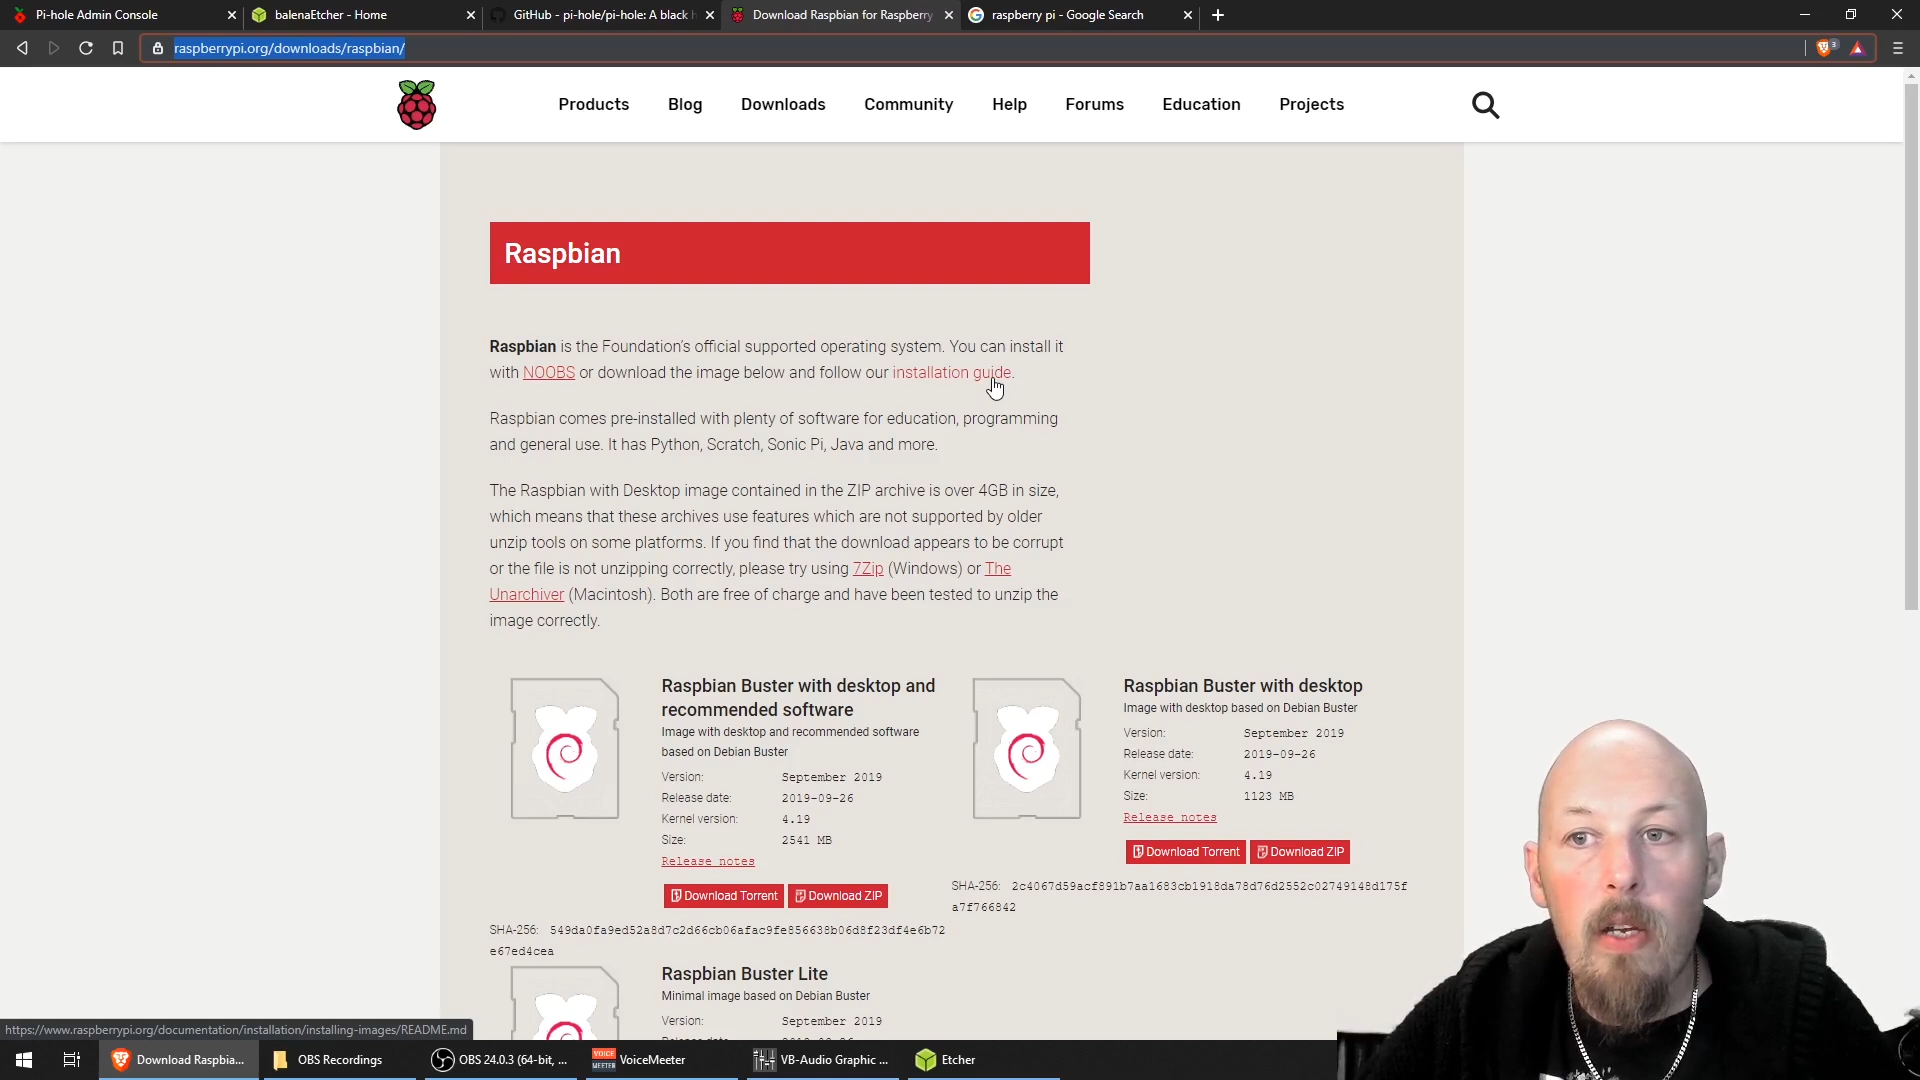 Pi-hole Admin Console
balenaEtcher - Home
GitHub - pi-hole/pi-hole: A black h
Download Raspbian for Raspberry
raspberry pi - Google Search
raspberrypi.org/downloads/raspbian/
3
Products Blog Downloads Community Help Forums Education Projects
Raspbian
Raspbian is the Foundation's official supported operating system. You can install it
with NOOBS or download the image below and follow our installation guide.
Raspbian comes pre-installed with plenty of software for education, programming
and general use. It has Python, Scratch, Sonic Pi, Java and more.
The Raspbian with Desktop image contained in the ZIP archive is over 4GB in size,
which means that these archives use features which are not supported by older
unzip tools on some platforms. If you find that the download appears to be corrupt
or the file is not unzipping correctly, please try using 7Zip (Windows) or The
Unarchiver (Macintosh). Both are free of charge and have been tested to unzip the
image correctly.
Raspbian Buster with desktop and
recommended software
Image with desktop and recommended software
based on Debian Buster
Version: September 2019
Release date: 2019-09-26
Kernel version: 4.19
Size: 2541 MB
Release notes
Download Torrent Download ZIP
SHA-256: 549da0fa9ed52a8d7c2d66cb06afac9fe856638b06d8f23df4e6b72
e67ed4cea
Raspbian Buster with desktop
Image with desktop based on Debian Buster
Version: September 2019
Release date: 2019-09-26
Kernel version: 4.19
Size: 1123 MB
Release notes
Download Torrent Download ZIP
SHA-256: 2c4067d59acf891b7aa1683cb1918da78d76d2552c02749148d175f
a7f766842
Raspbian Buster Lite
Minimal image based on Debian Buster
Version: September 2019
https://www.raspberrypi.org/documentation/installation/installing-images/README.md
Download Raspbia...
OBS Recordings
OBS 24.0.3 (64-bit, ...
VOICE
MEETER
VoiceMeeter
VB-Audio Graphic ...
Etcher